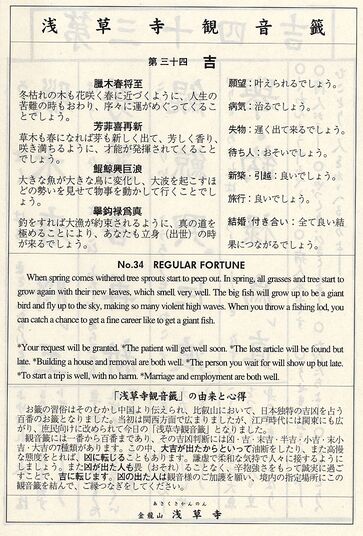 浅草寺観音籤
第三十四 吉
臘木春将至
冬枯れの木も花咲く春に近づくように、人生の
苦難の時もおわり、序々に運がめぐってくるこ
とでしょう。
芳菲喜再新
草木も春になれば芽も新しく出て、芳しく香り、
咲き満ちるように、才能が発揮されてくることで
しょう。
鯤鯨興巨浪
大きな魚が大きな鳥に変化し、大波を起こすほ
どの勢いを見せて物事を動かして行くことでし
ょう。
擧鈎禄爲真
釣をすれば大漁が約束されるように、真の道を
極めることにより、あなたも立身（出世）の時
が来るでしょう。
願望：叶えられるでしょう。
病気：治るでしょう。
失物：遅く出て来るでしょう。
待ち人：おそいでしょう。
新築・引越：良いでしょう。
旅行：良いでしょう。
結婚・付き合い：全て良い結
果につながるでしょう。
No.34 REGULAR FORTUNE
When spring comes withered tree sprouts start to peep out. In spring, all grasses and tree start to
grow again with their new leaves, which smell very well. The big fish will grow up to be a giant
bird and fly up to the sky, making so many violent high waves. When you throw a fishing lod, you
can catch a chance to get a fine career like to get a giant fish.
*Your request will be granted. *The patient will get well soon. *The lost article will be found but
late. *Building a house and removal are both well. *The person you wait for will show up but late.
*To start a trip is well, with no harm. *Marriage and employment are both well.
「浅草寺観音籤」の由来と心得
お籤の習俗はそのむかし中国より伝えられ、比叡山において、日本独特の吉凶を占う
百番のお籤となりました。当初は関西方面で広まりましたが、江戸時代には関東にも広
がり、庶民向けに改められて今日の「浅草寺観音籤」となりました。
観音籤には一番から百番まであり、その吉凶判断には凶・吉・末吉・半吉・小吉・末小
吉・大吉の7種類があります。この中、大吉が出たからといって油断をしたり、また高慢
な態度をとれば、凶に転じることもあります。謙虚で柔和な気持で人々に接するように
しましょう。また凶が出た人も畏（おそれ）ることなく、辛抱強さをもって誠実に過ご
すことで、吉に転じます。凶の出た人は観音様のご加護を願い、境内の指定場所にこの
観音籤を結んで、ご縁つなぎをしてください。
あさくさかんのん
金龍山 浅草寺